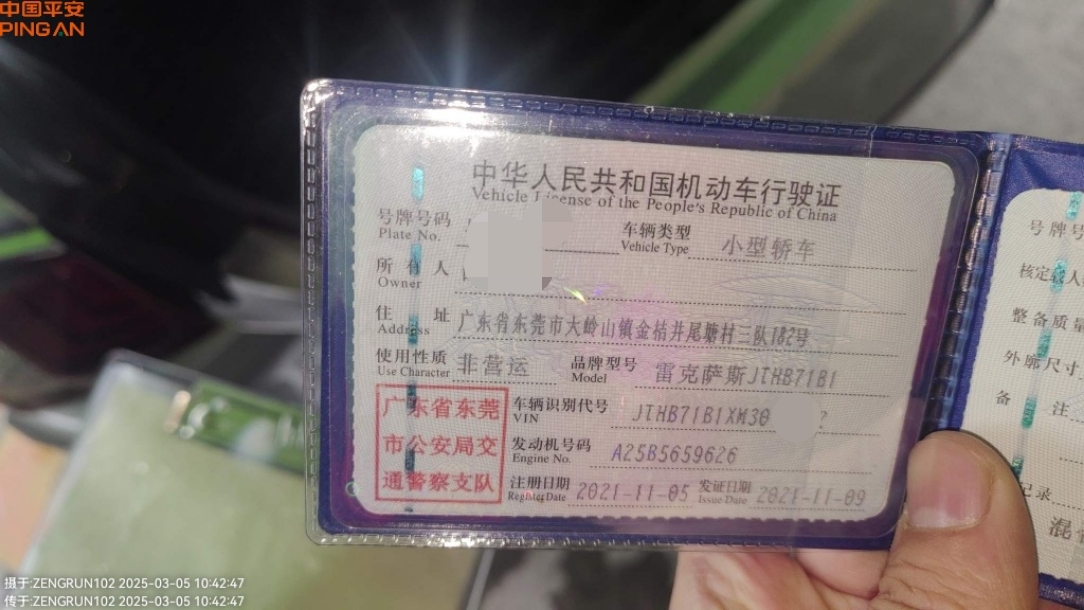 中国平安
PING AN
中华人民共和国机动车行驶证
Vehicle License of the People's Republic of China
号牌号码
Plate No.
车辆类型 小型轿车
Vehicle Type
所有人
Owner
住址 广东省东莞市大岭山镇金桔井尾塘村三队182号
Address
使用性质 非营运 品牌型号 雷克萨斯JTHB71B1
Use Character Model
广东省东莞
市公安局交
通警察支队
车辆识别代号 JTHB71B1XM30
VIN
发动机号码 A25B5659626
Engine No.
注册日期 2021-11-05 发证日期 2021-11-09
Register Date Issue Date
号牌号
核定载人
整备质量
外廓尺寸
备注
记录
混
摄于:ZENGRUN102 2025-03-05 10:42:47
传于:ZENGRUN102 2025-03-05 10:42:47